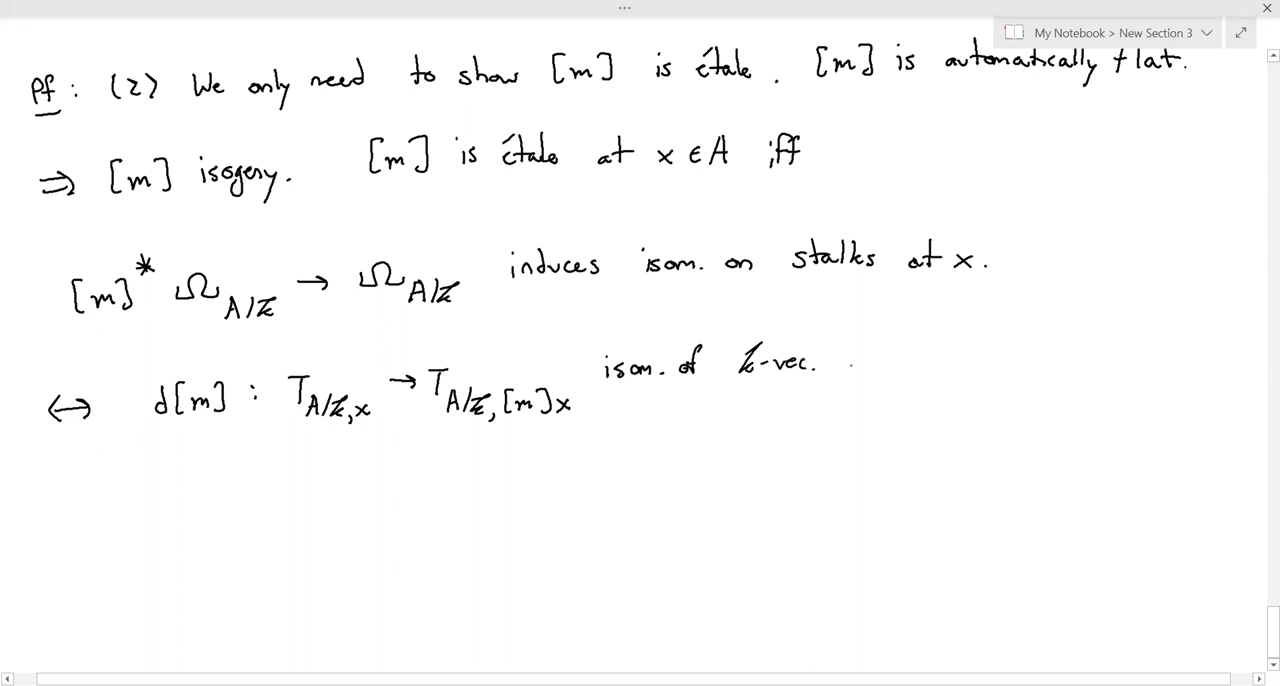 My Notebook > New Section 3
Pf : (2) We only need to show [m] is étale . [m] is automatically flat.
⇒ [m] isogeny. [m] is étale at x ∈ A iff
[m]* Ω_{A/k} → Ω_{A/k} induces isom. on stalks at x .
↔ d[m] : T_{A/k,x} → T_{A/k,[m]x} isom. of k-vec.